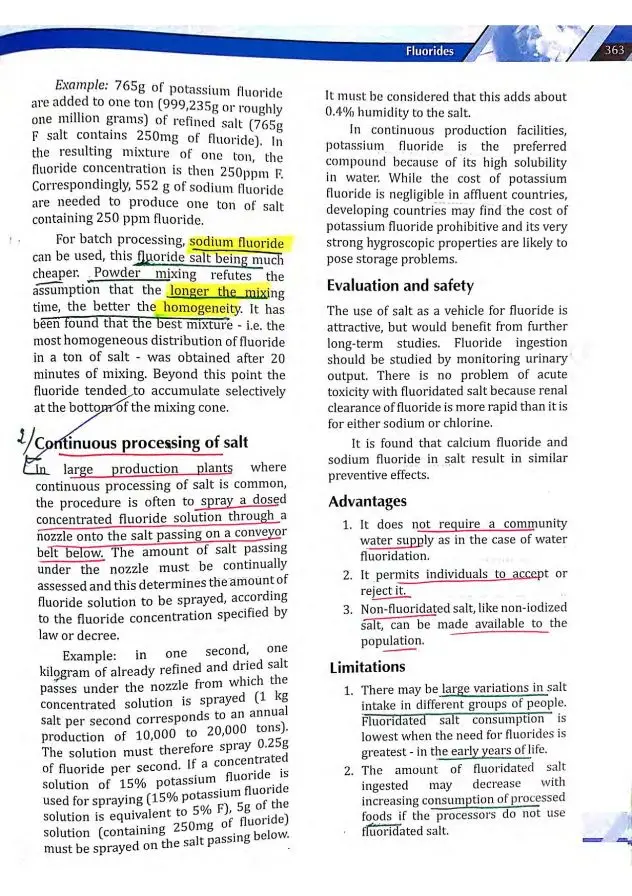 Fluorides
363
Example: 765g of potassium fluoride
are added to one ton (999,235g or roughly
one million grams) of refined salt (765g
F salt contains 250mg of fluoride). In
the resulting mixture of one ton, the
fluoride concentration is then 250ppm F.
Correspondingly, 552 g of sodium fluoride
are needed to produce one ton of salt
containing 250 ppm fluoride.
For batch processing, sodium fluoride
can be used, this fluoride salt being much
cheaper. Powder mixing refutes the
assumption that the longer the mixing
time, the better the homogeneity. It has
been found that the best mixture - i.e. the
most homogeneous distribution of fluoride
in a ton of salt - was obtained after 20
minutes of mixing. Beyond this point the
fluoride tended to accumulate selectively
at the bottom of the mixing cone.
2/
Continuous processing of salt
In large production plants where
continuous processing of salt is common,
the procedure is often to spray a dosed
concentrated fluoride solution through a
nozzle onto the salt passing on a conveyor
belt below. The amount of salt passing
under the nozzle must be continually
assessed and this determines the amount of
fluoride solution to be sprayed, according
to the fluoride concentration specified by
law or decree.
Example: in one second, one
kilogram of already refined and dried salt
passes under the nozzle from which the
concentrated solution is sprayed (1 kg
salt per second corresponds to an annual
production of 10,000 to 20,000 tons).
The solution must therefore spray 0.25g
of fluoride per second. If a concentrated
solution of 15% potassium fluoride is
used for spraying (15% potassium fluoride
solution is equivalent to 5% F), 5g of the
solution (containing 250mg of fluoride)
must be sprayed on the salt passing below.
It must be considered that this adds about
0.4% humidity to the salt.
In continuous production facilities,
potassium fluoride is the preferred
compound because of its high solubility
in water. While the cost of potassium
fluoride is negligible in affluent countries,
developing countries may find the cost of
potassium fluoride prohibitive and its very
strong hygroscopic properties are likely to
pose storage problems.
Evaluation and safety
The use of salt as a vehicle for fluoride is
attractive, but would benefit from further
long-term studies. Fluoride ingestion
should be studied by monitoring urinary
output. There is no problem of acute
toxicity with fluoridated salt because renal
clearance of fluoride is more rapid than it is
for either sodium or chlorine.
It is found that calcium fluoride and
sodium fluoride in salt result in similar
preventive effects.
Advantages
1. It does not require a community
water supply as in the case of water
fluoridation.
2. It permits individuals to accept or
reject it.
3. Non-fluoridated salt, like non-iodized
salt, can be made available to the
population.
Limitations
1. There may be large variations in salt
intake in different groups of people.
Fluoridated salt consumption is
lowest when the need for fluorides is
greatest - in the early years of life.
2. The amount of fluoridated salt
ingested may decrease with
increasing consumption of processed
foods if the processors do not use
fluoridated salt.